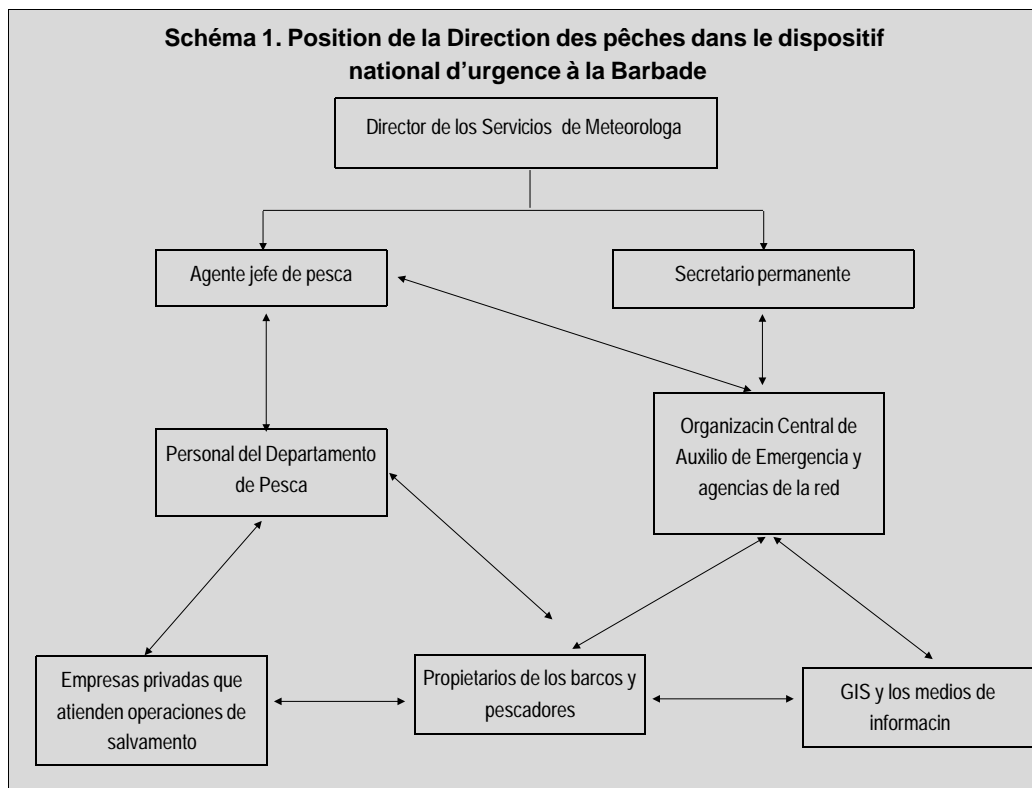 Schéma 1. Position de la Direction des pêches dans le dispositif
national d’urgence à la Barbade
Director de los Servicios de Meteorologa
Agente jefe de pesca
Secretario permanente
Personal del Departamento
de Pesca
Organizacin Central de
Auxilio de Emergencia y
agencias de la red
Empresas privadas que
atienden operaciones de
salvamento
Propietarios de los barcos y
pescadores
GIS y los medios de
informacin